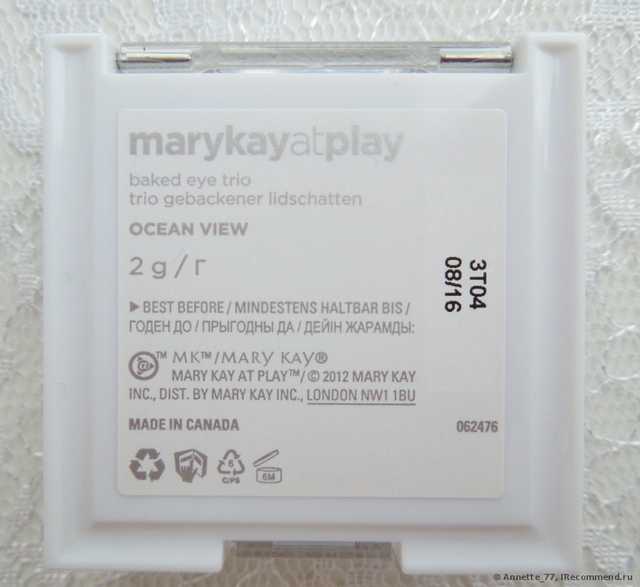 marykayatplay
baked eye trio
trio gebackener lidschatten
OCEAN VIEW
2 g / г
3T04
08/16
▶ BEST BEFORE / MINDESTENS HALTBAR BIS /
ГОДЕН ДО / ПРЫГОДНЫ ДА / ДЕЙІН ЖАРАМДЫ:
@™ MK™/MARY KAY®
MARY KAY AT PLAY™/© 2012 MARY KAY
INC., DIST. BY MARY KAY INC., LONDON NW1 1BU
MADE IN CANADA
062476
6
C/PS
6M
© Annette_77, IRecommend.ru